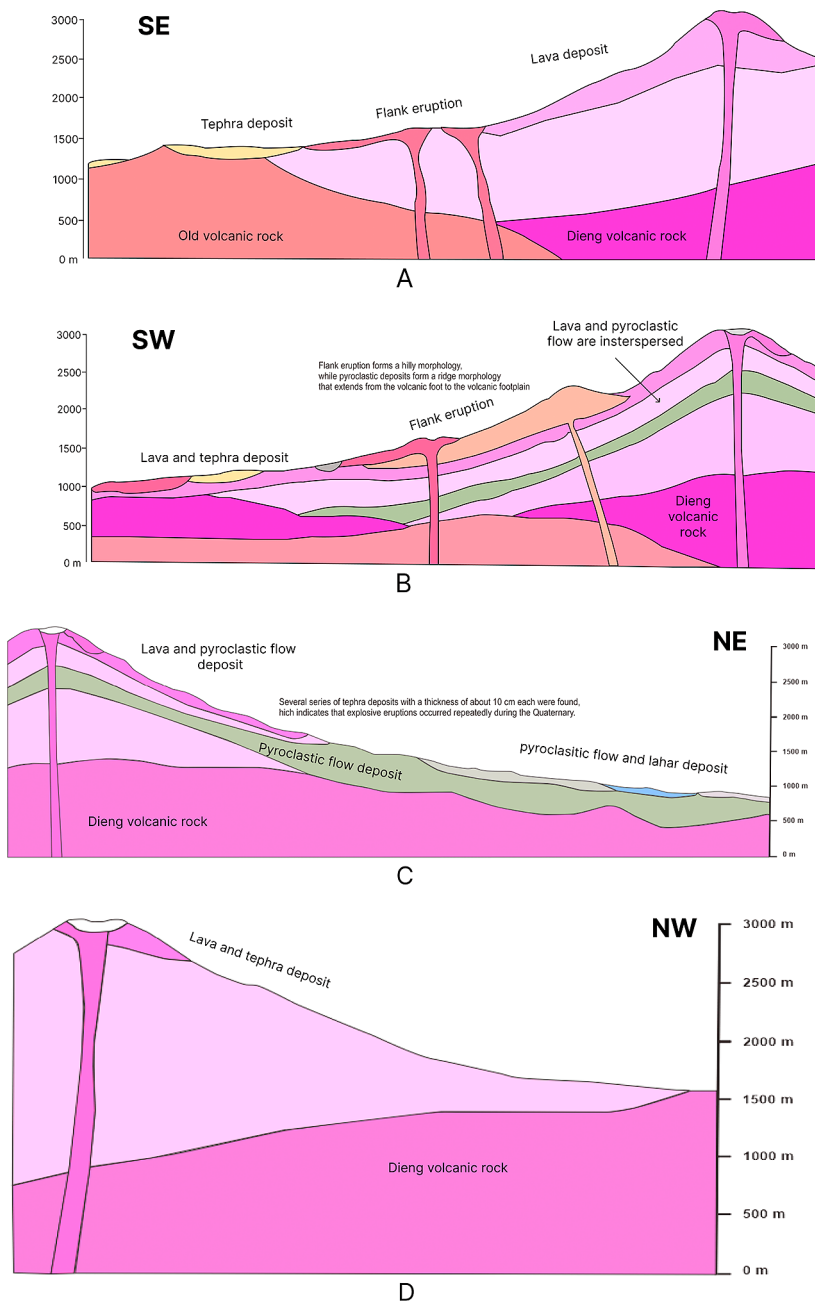 SE
3000
2500
2000
1500
1000
500
0 m
Lava deposit
Flank eruption
Tephra deposit
Old volcanic rock
Dieng volcanic rock
A
SW
3000
2500
2000
1500
1000
500
0 m
Lava and pyroclastic
flow are insterspersed
Flank eruption forms a hilly morphology,
while pyroclastic deposits form a ridge morphology
that extends from the volcanic foot to the volcanic footplain
Flank eruption
Lava and tephra deposit
Dieng
volcanic
rock
B
NE
3000 m
2500 m
2000 m
1500 m
1000 m
500 m
0 m
Lava and pyroclastic flow
deposit
Several series of tephra deposits with a thickness of about 10 cm each were found,
hich indicates that explosive eruptions occurred repeatedly during the Quaternary.
Pyroclastic flow deposit
pyroclasitic flow and lahar deposit
Dieng volcanic rock
C
NW
3000 m
2500 m
2000 m
1500 m
1000 m
500 m
0 m
Lava and tephra deposit
Dieng volcanic rock
D